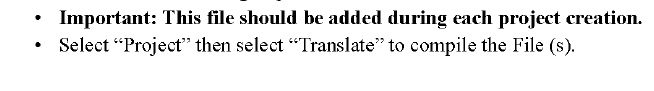 • Important: This file should be added during each project creation.
• Select “Project” then select “Translate” to compile the File (s).